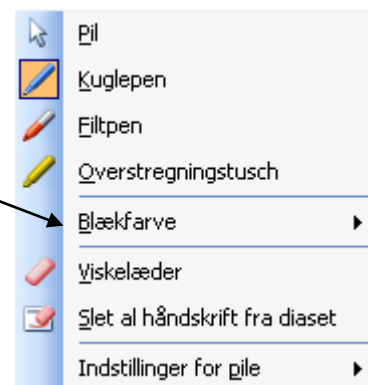 Pil
Kuglepen
Filtpen
Overstregningstusch
Blækfarve
Viskelæder
Slet al håndskrift fra diaset
Indstillinger for pile